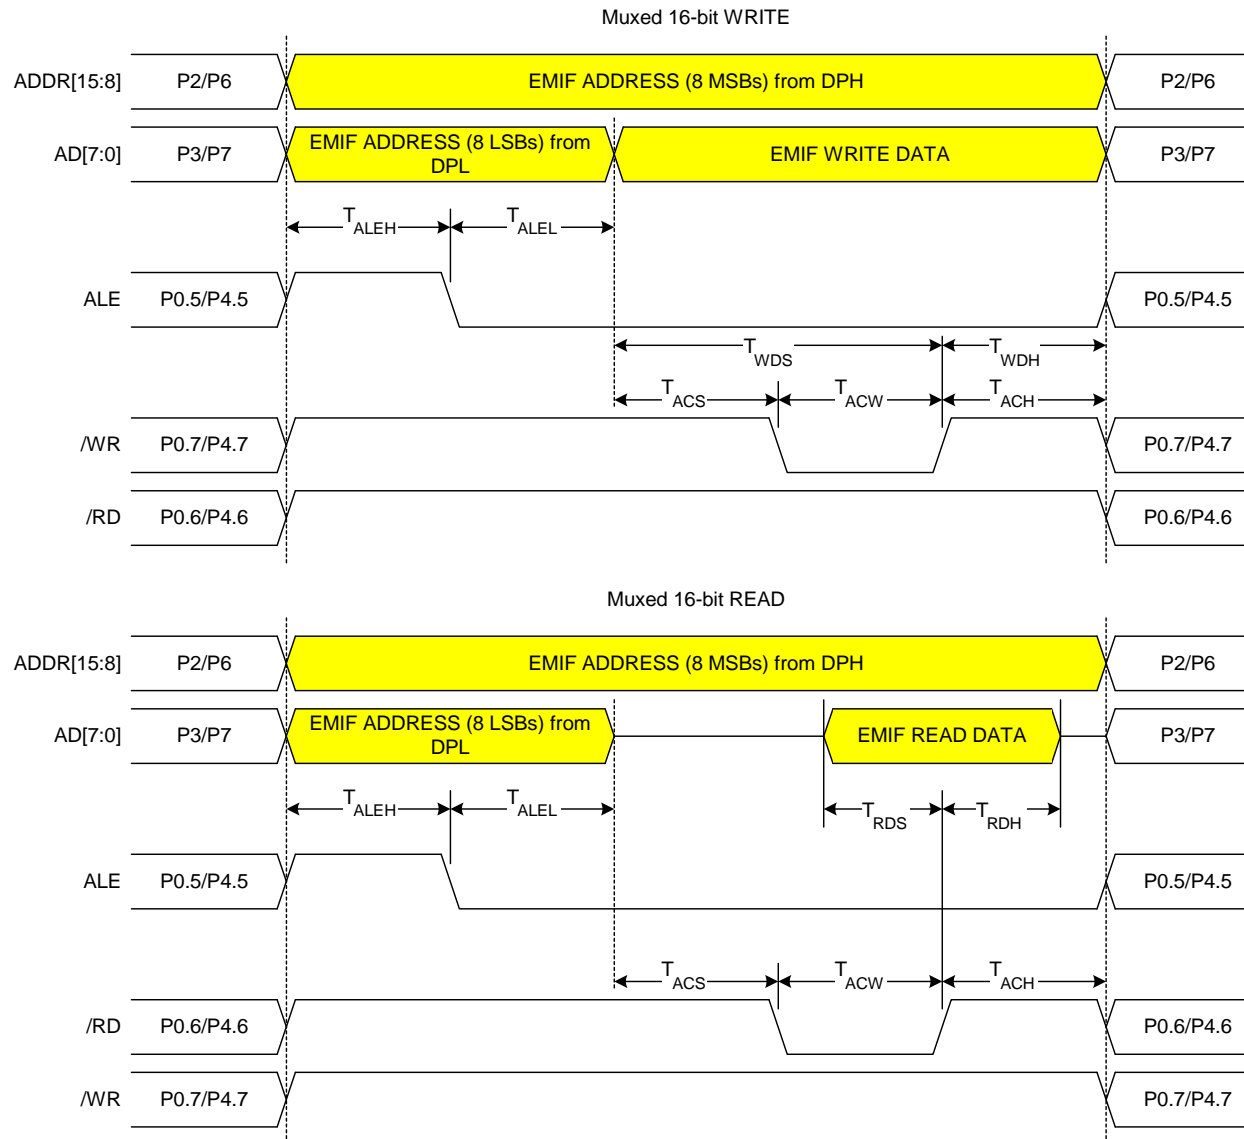 Muxed 16-bit WRITE
ADDR[15:8] P2/P6 EMIF ADDRESS (8 MSBs) from DPH P2/P6
AD[7:0] P3/P7 EMIF ADDRESS (8 LSBs) from
DPL EMIF WRITE DATA P3/P7
TALEH TALEL
ALE P0.5/P4.5 P0.5/P4.5
TWDS TWDH
TACS TACW TACH
/WR P0.7/P4.7 P0.7/P4.7
/RD P0.6/P4.6 P0.6/P4.6
Muxed 16-bit READ
ADDR[15:8] P2/P6 EMIF ADDRESS (8 MSBs) from DPH P2/P6
AD[7:0] P3/P7 EMIF ADDRESS (8 LSBs) from
DPL EMIF READ DATA P3/P7
TALEH TALEL TRDS TRDH
ALE P0.5/P4.5 P0.5/P4.5
TACS TACW TACH
/RD P0.6/P4.6 P0.6/P4.6
/WR P0.7/P4.7 P0.7/P4.7